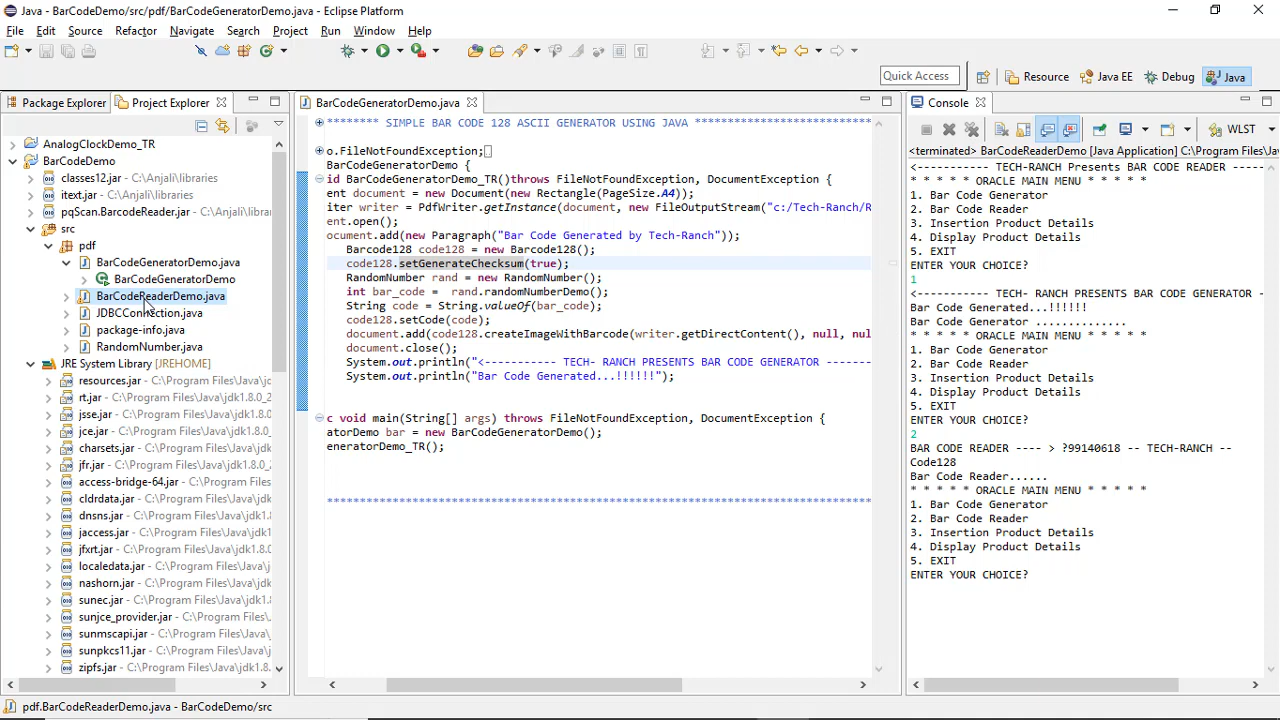 Java - BarCodeDemo/src/pdf/BarCodeGeneratorDemo.java - Eclipse Platform
File Edit Source Refactor Navigate Search Project Run Window Help
Quick Access
Resource Java EE Debug Java
Package Explorer Project Explorer
AnalogClockDemo_TR
BarCodeDemo
classes12.jar - C:\Anjali\libraries
itext.jar - C:\Anjali\libraries
pqScan.BarcodeReader.jar - C:\Anjali\librar
src
pdf
BarCodeGeneratorDemo.java
BarCodeGeneratorDemo
BarCodeReaderDemo.java
JDBCConnection.java
package-info.java
RandomNumber.java
JRE System Library [JREHOME]
resources.jar - C:\Program Files\Java\jdk1.8.0
rt.jar - C:\Program Files\Java\jdk1.8.0_2
jsse.jar - C:\Program Files\Java\jdk1.8.0
jce.jar - C:\Program Files\Java\jdk1.8.0_
charsets.jar - C:\Program Files\Java\jdk
jfr.jar - C:\Program Files\Java\jdk1.8.0_2
access-bridge-64.jar - C:\Program Files
cldrdata.jar - C:\Program Files\Java\jdk
dnsns.jar - C:\Program Files\Java\jdk1.
jaccess.jar - C:\Program Files\Java\jdk1
jfxrt.jar - C:\Program Files\Java\jdk1.8.0
localedata.jar - C:\Program Files\Java\j
nashorn.jar - C:\Program Files\Java\jdk
sunec.jar - C:\Program Files\Java\jdk1.8
sunjce_provider.jar - C:\Program Files\J
sunmscapi.jar - C:\Program Files\Java\j
sunpkcs11.jar - C:\Program Files\Java\j
zipfs.jar - C:\Program Files\Java\jdk1.8.
BarCodeGeneratorDemo.java
******** SIMPLE BAR CODE 128 ASCII GENERATOR USING JAVA ***************************
o.FileNotFoundException;
BarCodeGeneratorDemo {
id BarCodeGeneratorDemo_TR()throws FileNotFoundException, DocumentException {
ent document = new Document(new Rectangle(PageSize.A4));
iter writer = PdfWriter.getInstance(document, new FileOutputStream("c:/Tech-Ranch/R
ent.open();
ocument.add(new Paragraph("Bar Code Generated by Tech-Ranch"));
Barcode128 code128 = new Barcode128();
code128.setGenerateChecksum(true);
RandomNumber rand = new RandomNumber();
int bar_code = rand.randomNumberDemo();
String code = String.valueOf(bar_code);
code128.setCode(code);
document.add(code128.createImageWithBarcode(writer.getDirectContent(), null, nul
document.close();
System.out.println("<----------- TECH- RANCH PRESENTS BAR CODE GENERATOR -------
System.out.println("Bar Code Generated...!!!!!!");
c void main(String[] args) throws FileNotFoundException, DocumentException {
atorDemo bar = new BarCodeGeneratorDemo();
eneratorDemo_TR();
***********************************************************************************
Console
WLST
<terminated> BarCodeReaderDemo [Java Application] C:\Program Files\
<----------- TECH-RANCH Presents BAR CODE READER -----
* * * * * ORACLE MAIN MENU * * * * *
1. Bar Code Generator
2. Bar Code Reader
3. Insertion Product Details
4. Display Product Details
5. EXIT
ENTER YOUR CHOICE?
1
<----------- TECH- RANCH PRESENTS BAR CODE GENERATOR -
Bar Code Generated...!!!!!!
Bar Code Generator ..............
* * * * * ORACLE MAIN MENU * * * * *
1. Bar Code Generator
2. Bar Code Reader
3. Insertion Product Details
4. Display Product Details
5. EXIT
ENTER YOUR CHOICE?
2
BAR CODE READER ---- > ?99140618 -- TECH-RANCH --
Code128
Bar Code Reader......
* * * * * ORACLE MAIN MENU * * * * *
1. Bar Code Generator
2. Bar Code Reader
3. Insertion Product Details
4. Display Product Details
5. EXIT
ENTER YOUR CHOICE?
pdf.BarCodeReaderDemo.java - BarCodeDemo/src